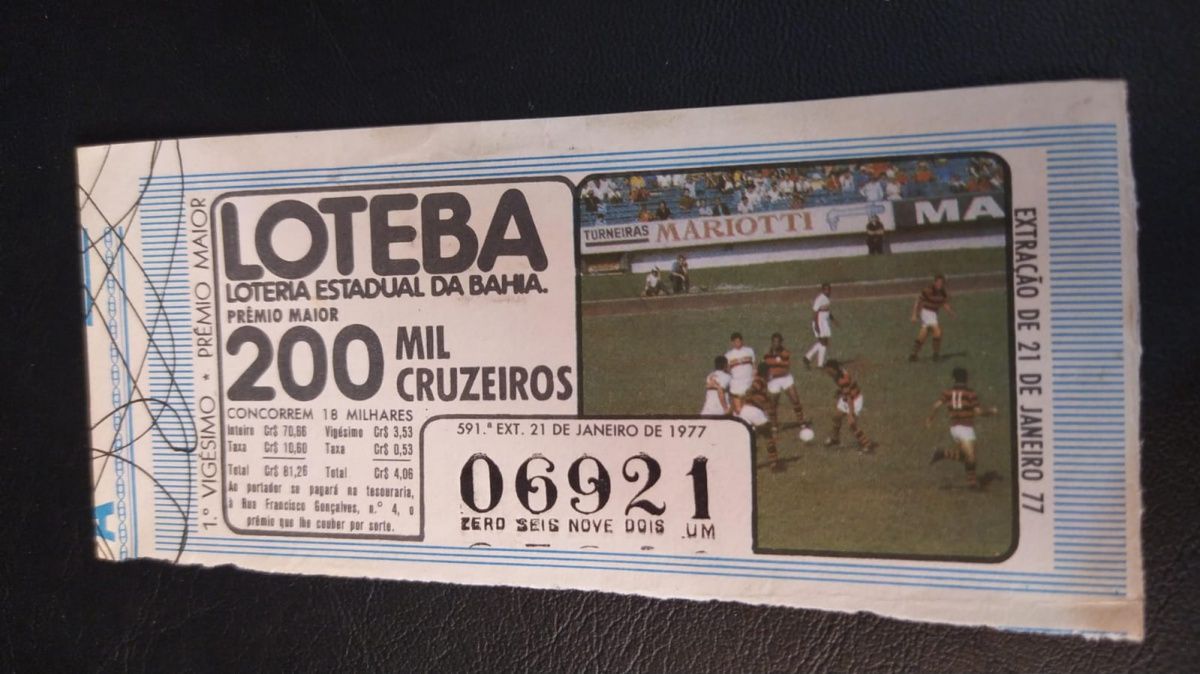 1.º VIGÉSIMO * PRÊMIO MAIOR
LOTEBA
LOTERIA ESTADUAL DA BAHIA.
PRÊMIO MAIOR
200 MIL CRUZEIROS
CONCORREM 18 MILHARES
Inteiro Cr$ 70,66 Vigésimo Cr$ 3,53
Taxa Cr$ 10,60 Taxa Cr$ 0,53
Total Cr$ 81,26 Total Cr$ 4,06
Ao portador se pagará na tesouraria,
à Rua Francisco Gonçalves, n.º 4, o
prêmio que lhe couber por sorte.
591.ª EXT. 21 DE JANEIRO DE 1977
06921
ZERO SEIS NOVE DOIS UM
TURNEIRAS MARIOTTI
MA
11
EXTRAÇÃO DE 21 DE JANEIRO 77
A